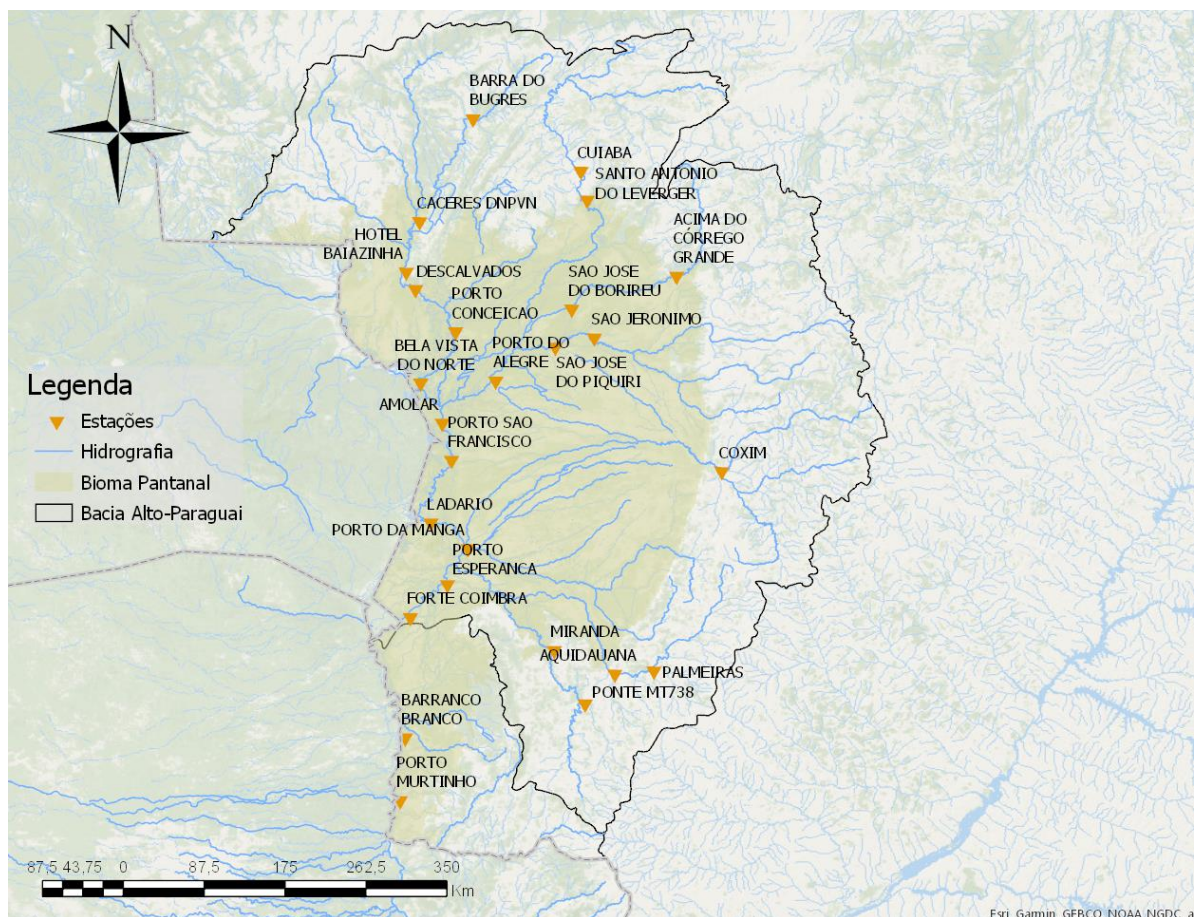 N
BARRA DO
BUGRES
CUIABA
SANTO ANTONIO
DO LEVERGER
CACERES DNPVN
ACIMA DO
CÓRREGO
GRANDE
HOTEL
BAIAZINHA
DESCALVADOS
SAO JOSE
DO BORIREU
PORTO
CONCEICAO
SAO JERONIMO
BELA VISTA
DO NORTE
PORTO DO
ALEGRE
SAO JOSE
DO PIQUIRI
AMOLAR
PORTO SAO
FRANCISCO
COXIM
LADARIO
PORTO DA MANGA
PORTO
ESPERANCA
FORTE COIMBRA
MIRANDA
AQUIDAUANA
PALMEIRAS
PONTE MT738
BARRANCO
BRANCO
PORTO
MURTINHO
Legenda
Estações
Hidrografia
Bioma Pantanal
Bacia Alto-Paraguai
87,5 43,75 0 87,5 175 262,5 350
Km
Esri, Garmin, GEBCO, NOAA NGDC, a